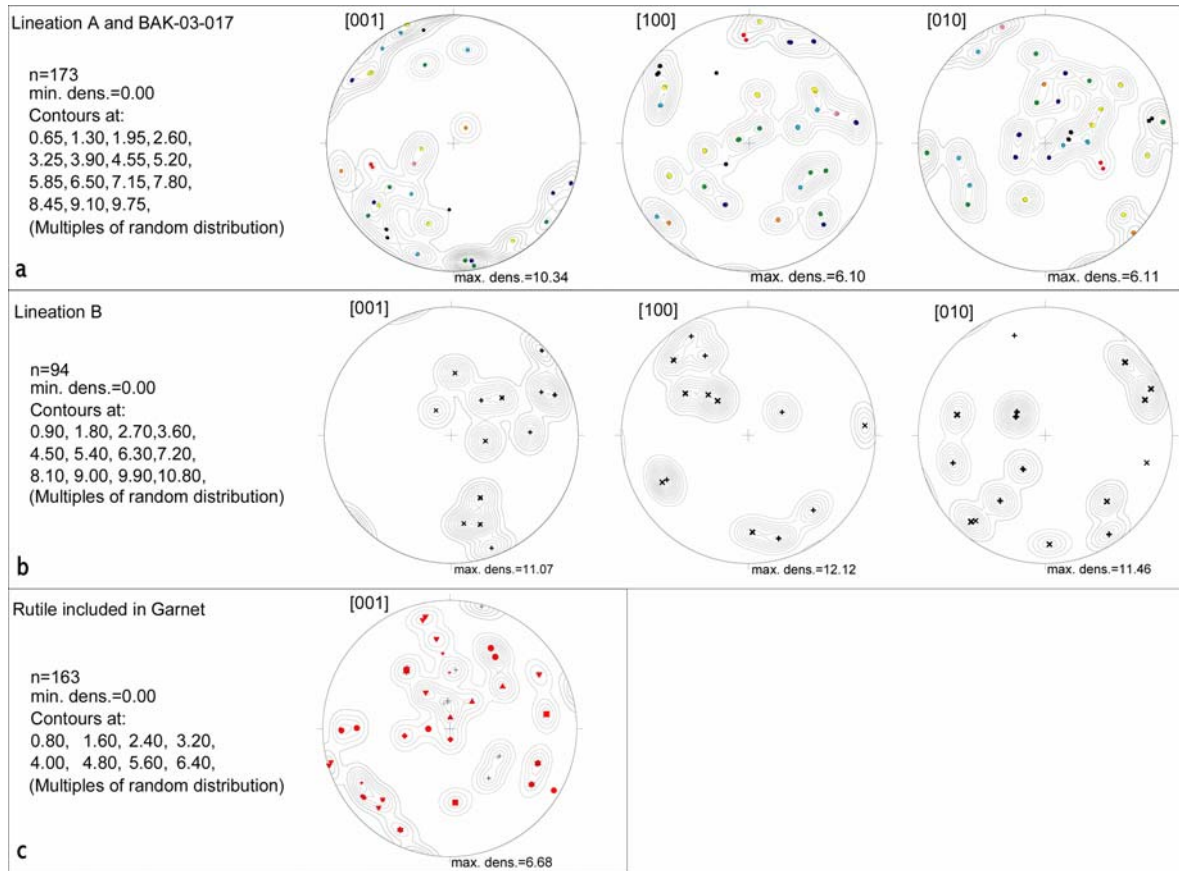 Lineation A and BAK-03-017
[001]
[100]
[010]
n=173
min. dens.=0.00
Contours at:
0.65, 1.30, 1.95, 2.60,
3.25, 3.90, 4.55, 5.20,
5.85, 6.50, 7.15, 7.80,
8.45, 9.10, 9.75,
(Multiples of random distribution)
max. dens.=10.34
max. dens.=6.10
max. dens.=6.11
a
Lineation B
[001]
[100]
[010]
n=94
min. dens.=0.00
Contours at:
0.90, 1.80, 2.70,3.60,
4.50, 5.40, 6.30,7.20,
8.10, 9.00, 9.90,10.80,
(Multiples of random distribution)
max. dens.=11.07
max. dens.=12.12
max. dens.=11.46
b
Rutile included in Garnet
[001]
n=163
min. dens.=0.00
Contours at:
0.80, 1.60, 2.40, 3.20,
4.00, 4.80, 5.60, 6.40,
(Multiples of random distribution)
max. dens.=6.68
c